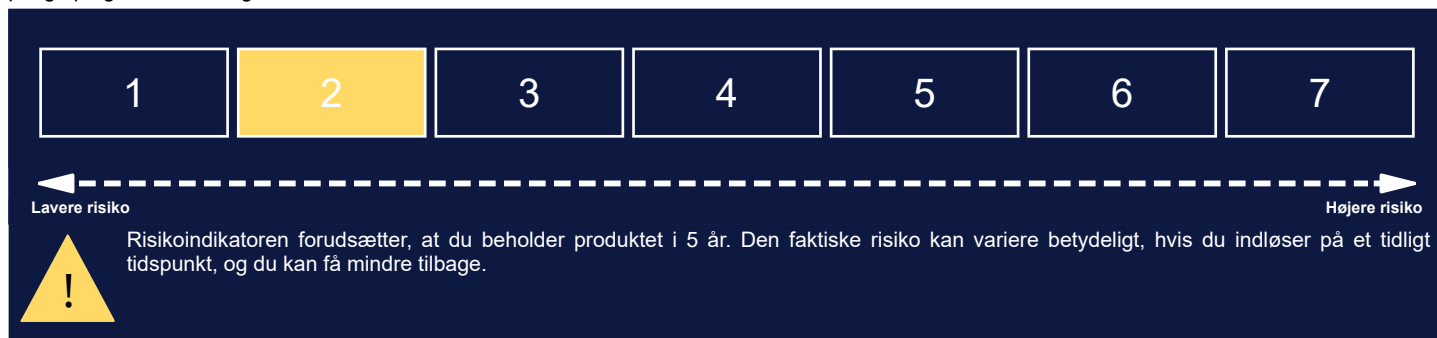 1 2 3 4 5 6 7
Lavere risiko Højere risiko
Risikoindikatoren forudsætter, at du beholder produktet i 5 år. Den faktiske risiko kan variere betydeligt, hvis du indløser på et tidligt
tidspunkt, og du kan få mindre tilbage.
!